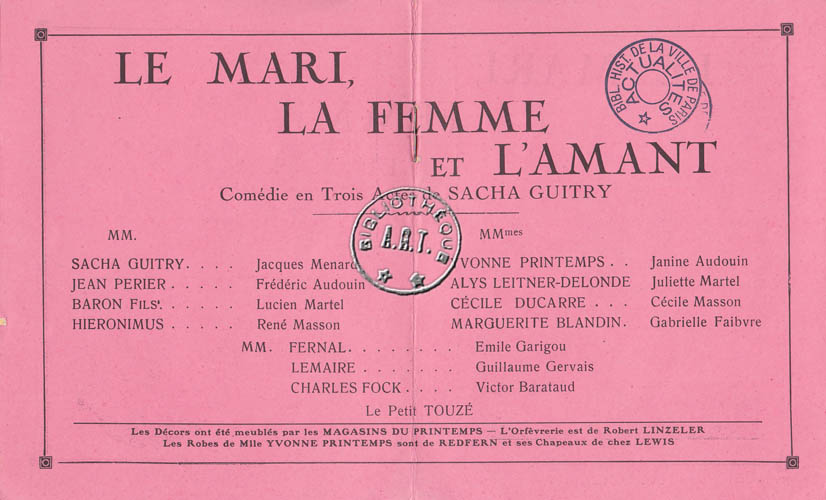 LE MARI,
LA FEMME
ET L'AMANT
Comédie en Trois Actes de SACHA GUITRY
BIBL. HIST. DE LA VILLE DE PARIS
ACTUALITES
BIBLIOTHÈQUE
A.R.T.
MM.
SACHA GUITRY. . . . Jacques Menard
JEAN PERIER . . . . . Frédéric Audouin
BARON FILS. . . . . . Lucien Martel
HIERONIMUS . . . . . René Masson
MMmes
YVONNE PRINTEMPS . . Janine Audouin
ALYS LEITNER-DELONDE Juliette Martel
CÉCILE DUCARRE . . . Cécile Masson
MARGUERITE BLANDIN. Gabrielle Faibvre
MM. FERNAL. . . . . . . . Emile Garigou
LEMAIRE . . . . . . . Guillaume Gervais
CHARLES FOCK . . . . Victor Barataud
Le Petit TOUZÉ
Les Décors ont été meublés par les MAGASINS DU PRINTEMPS — L'Orfèvrerie est de Robert LINZELER
Les Robes de Mlle YVONNE PRINTEMPS sont de REDFERN et ses Chapeaux de chez LEWIS